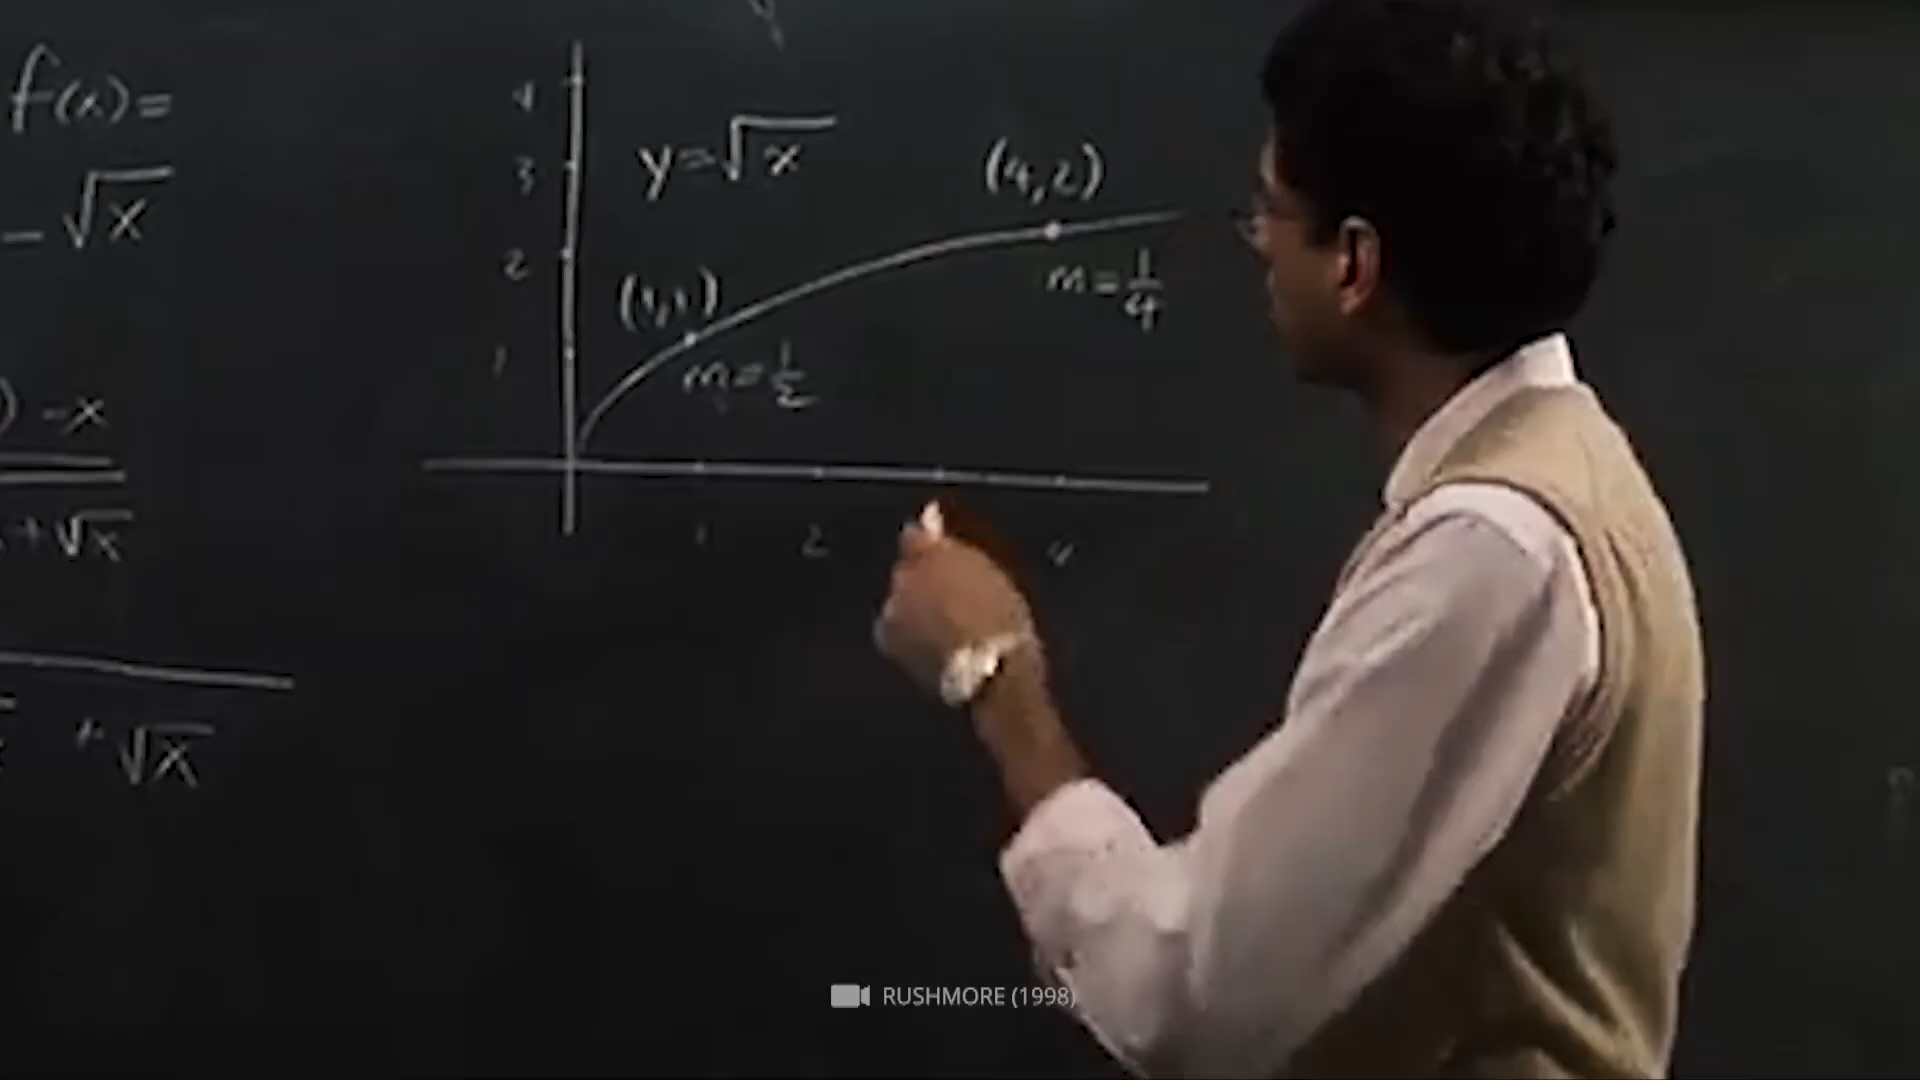 f(x)=
– √x
) -x
+ √x
+ √x
y=√x
4
3
2
1
(1,1)
m=1/2
(4,2)
m=1/4
1 2 4
RUSHMORE (1998)